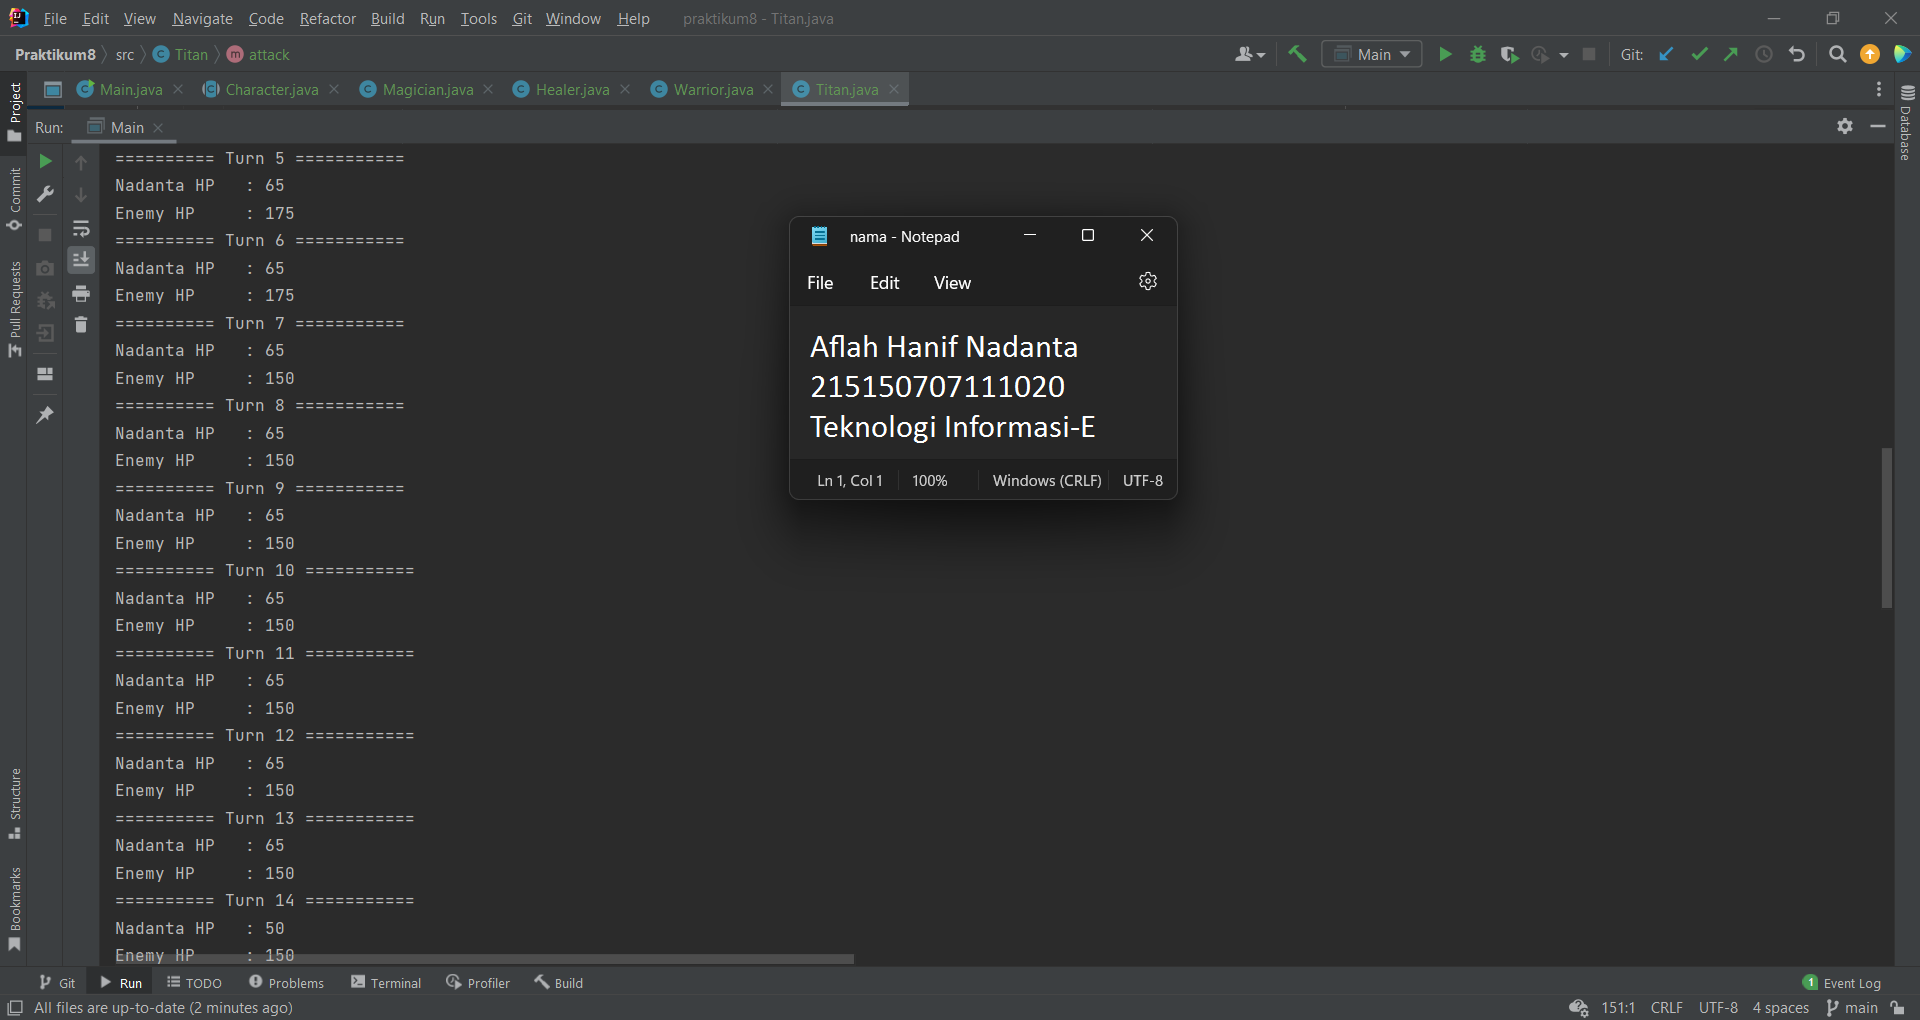 File Edit View Navigate Code Refactor Build Run Tools Git Window Help praktikum8 - Titan.java
Praktikum8 src Titan attack Main Git:
Main.java Character.java Magician.java Healer.java Warrior.java Titan.java
Run: Main
Project
Commit
Pull Requests
Structure
Bookmarks
Database
========== Turn 5 ===========
Nadanta HP : 65
Enemy HP : 175
========== Turn 6 ===========
Nadanta HP : 65
Enemy HP : 175
========== Turn 7 ===========
Nadanta HP : 65
Enemy HP : 150
========== Turn 8 ===========
Nadanta HP : 65
Enemy HP : 150
========== Turn 9 ===========
Nadanta HP : 65
Enemy HP : 150
========== Turn 10 ===========
Nadanta HP : 65
Enemy HP : 150
========== Turn 11 ===========
Nadanta HP : 65
Enemy HP : 150
========== Turn 12 ===========
Nadanta HP : 65
Enemy HP : 150
========== Turn 13 ===========
Nadanta HP : 65
Enemy HP : 150
========== Turn 14 ===========
Nadanta HP : 50
Enemy HP : 150
nama - Notepad
File Edit View
Aflah Hanif Nadanta
215150707111020
Teknologi Informasi-E
Ln 1, Col 1 100% Windows (CRLF) UTF-8
Git Run TODO Problems Terminal Profiler Build 1 Event Log
All files are up-to-date (2 minutes ago) 151:1 CRLF UTF-8 4 spaces main